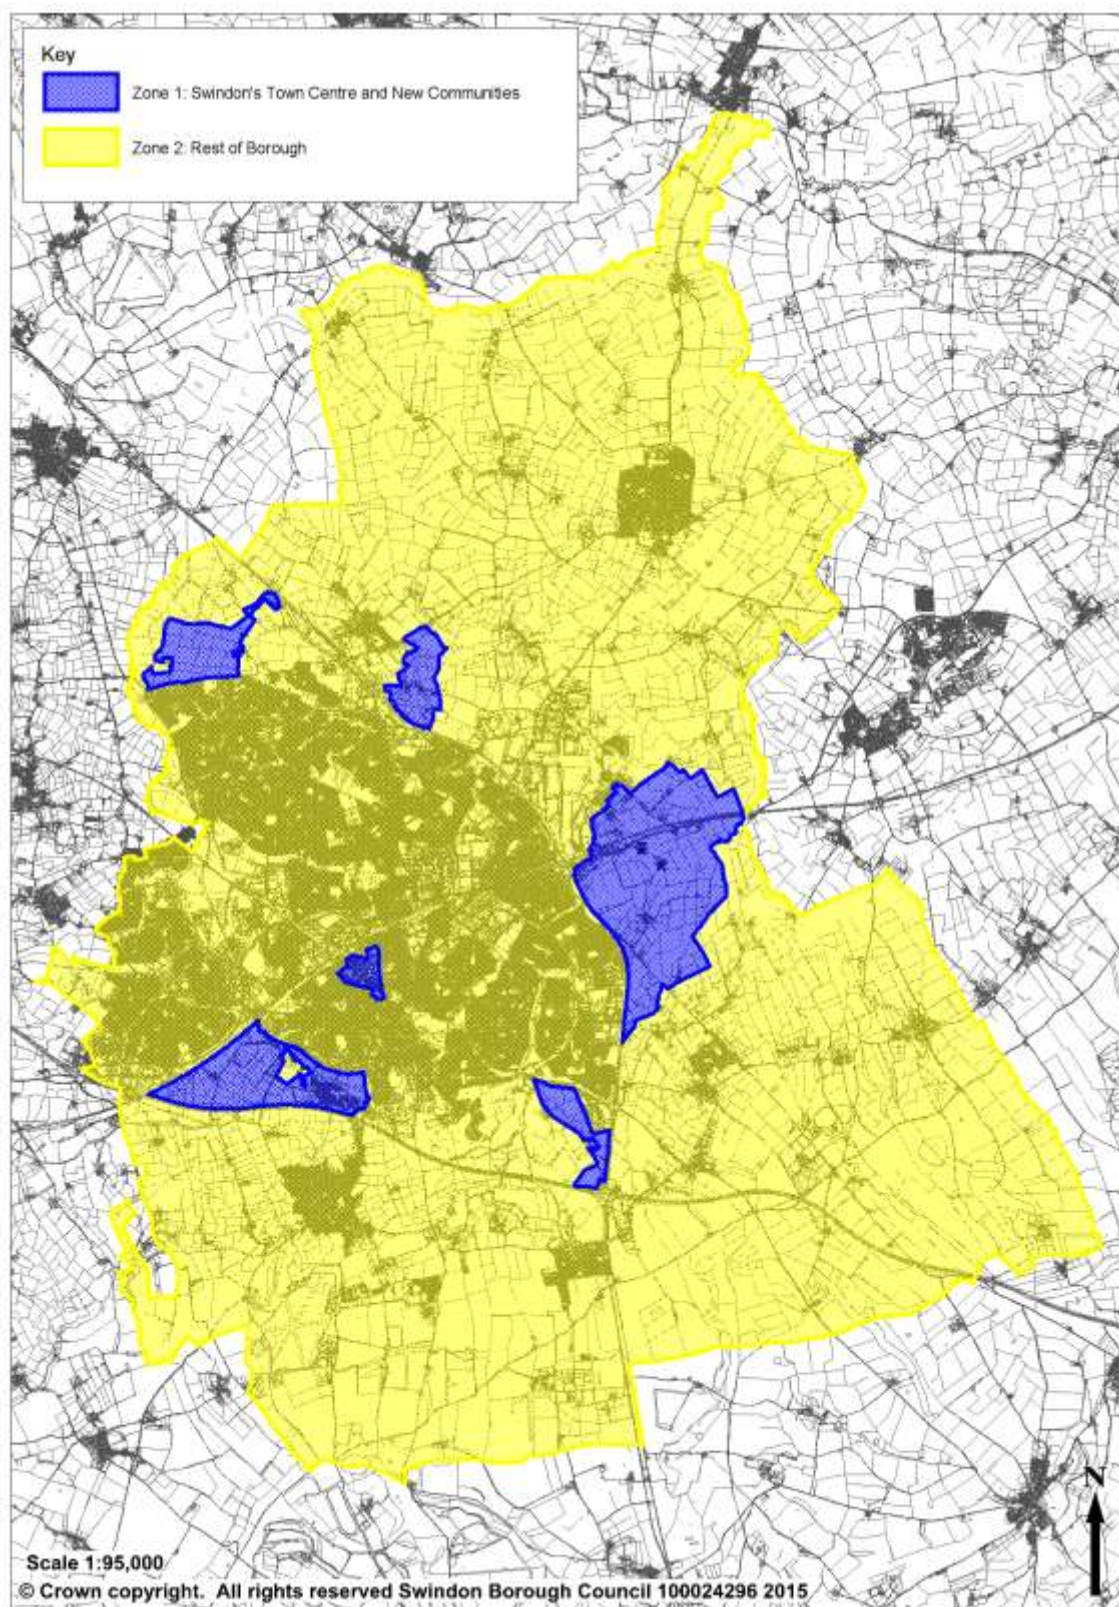 Key
Zone 1: Swindon's Town Centre and New Communities
Zone 2: Rest of Borough
N
Scale 1:95,000
© Crown copyright. All rights reserved Swindon Borough Council 100024296 2015